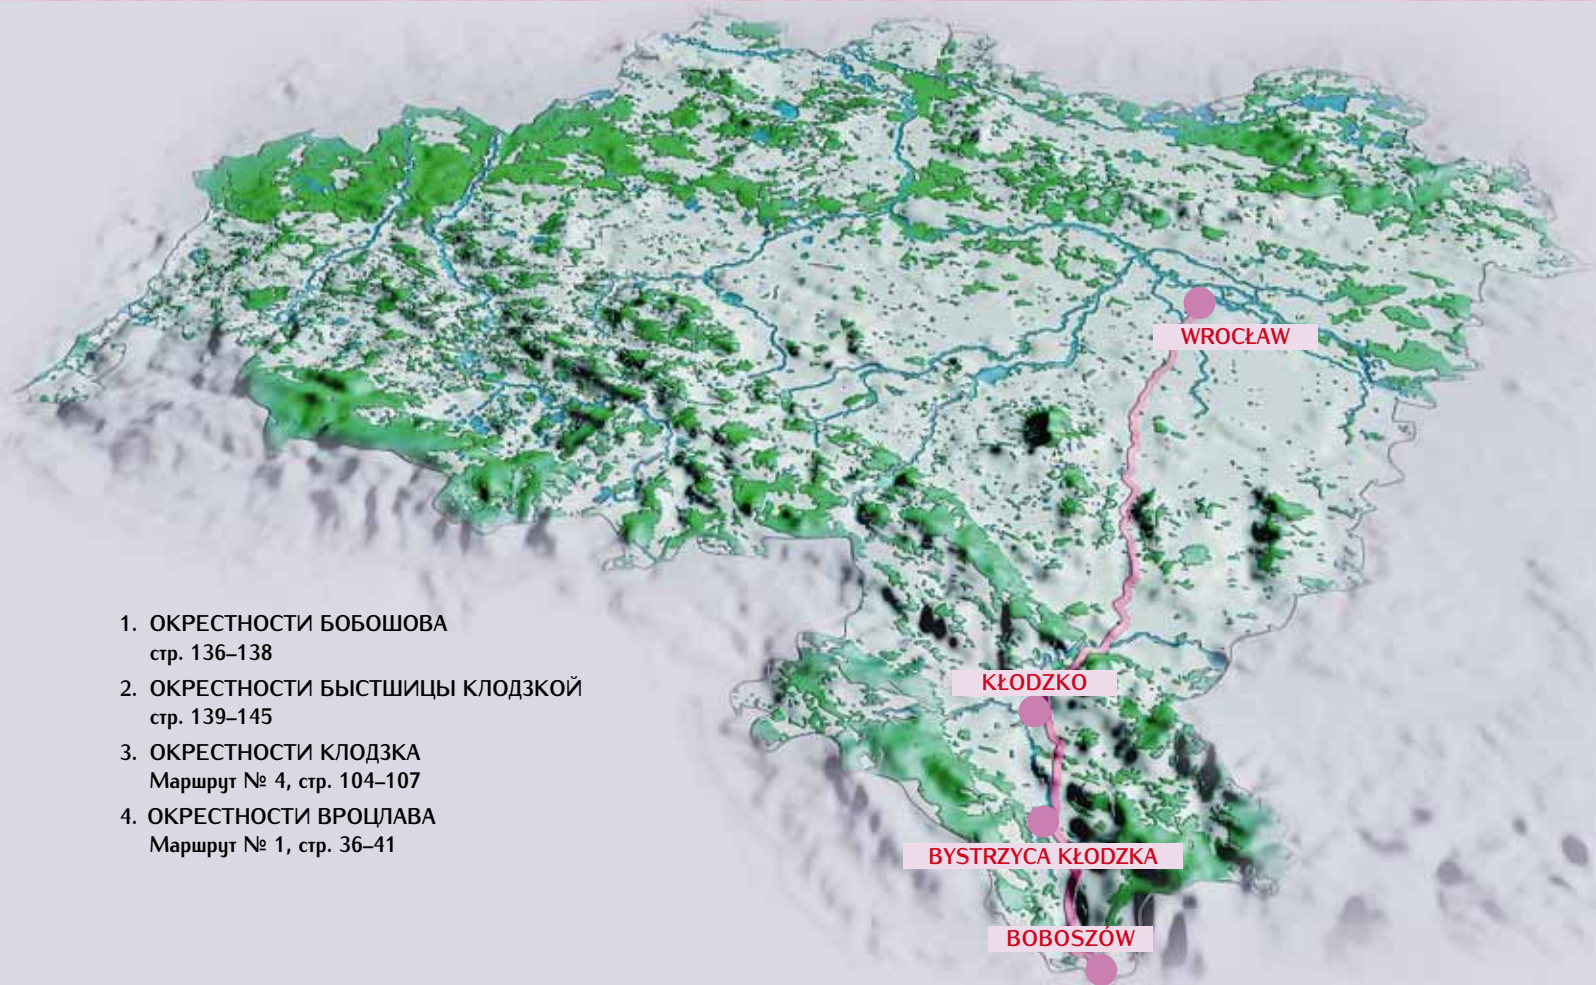 WROCŁAW
KŁODZKO
BYSTRZYCA KŁODZKA
BOBOSZÓW
1. ОКРЕСТНОСТИ БОБОШОВА
стр. 136–138
2. ОКРЕСТНОСТИ БЫСТШИЦЫ КЛОДЗКОЙ
стр. 139–145
3. ОКРЕСТНОСТИ КЛОДЗКА
Маршрут № 4, стр. 104–107
4. ОКРЕСТНОСТИ ВРОЦЛАВА
Маршрут № 1, стр. 36–41